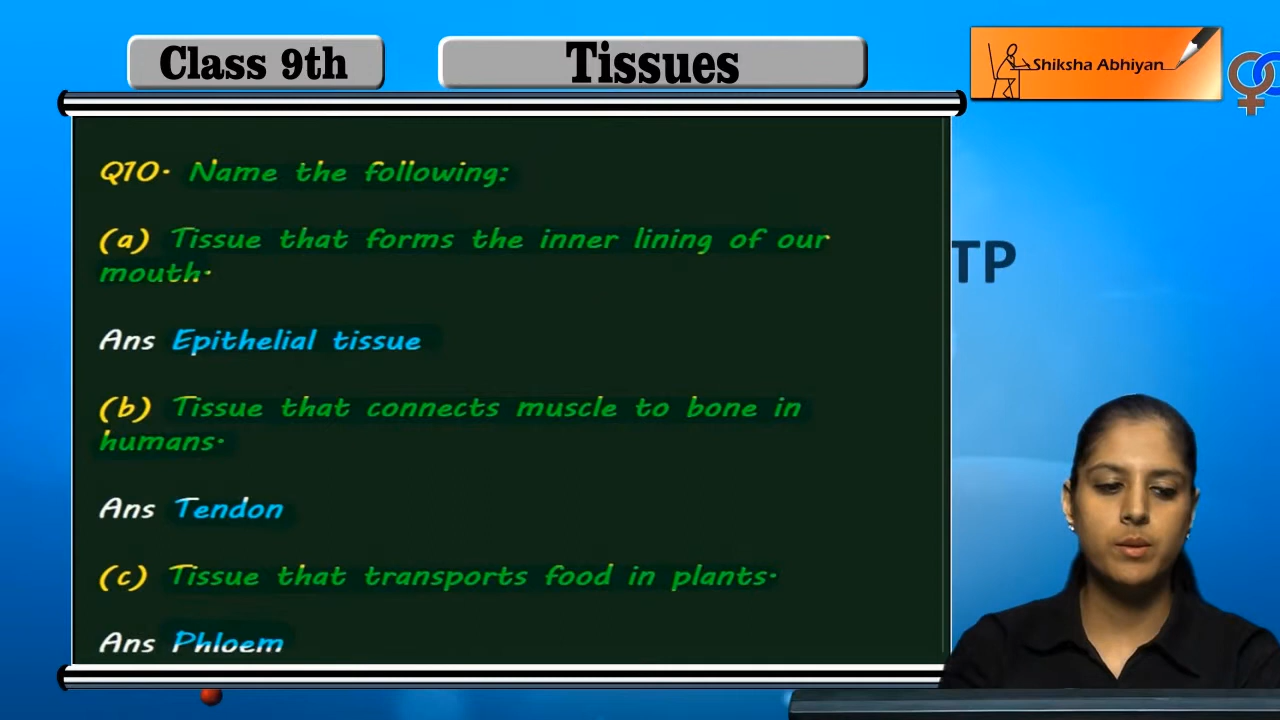 Class 9th
Tissues
Shiksha Abhiyan
Q10. Name the following:
(a) Tissue that forms the inner lining of our
mouth.
TP
Ans Epithelial tissue
(b) Tissue that connects muscle to bone in
humans.
Ans Tendon
(c) Tissue that transports food in plants.
Ans Phloem